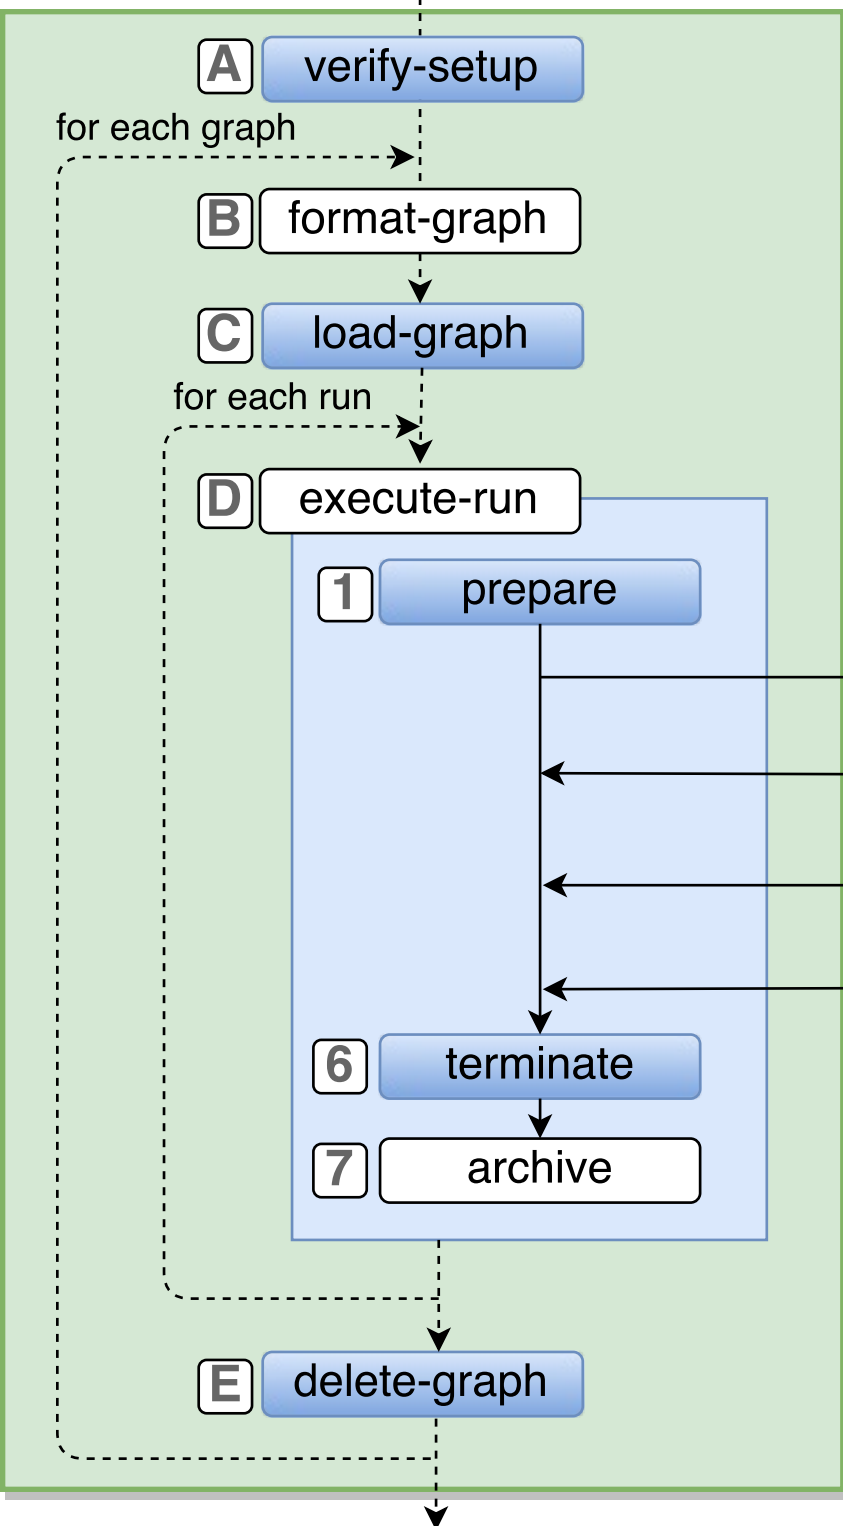 A verify-setup
for each graph
B format-graph
C load-graph
for each run
D execute-run
1 prepare
6 terminate
7 archive
E delete-graph